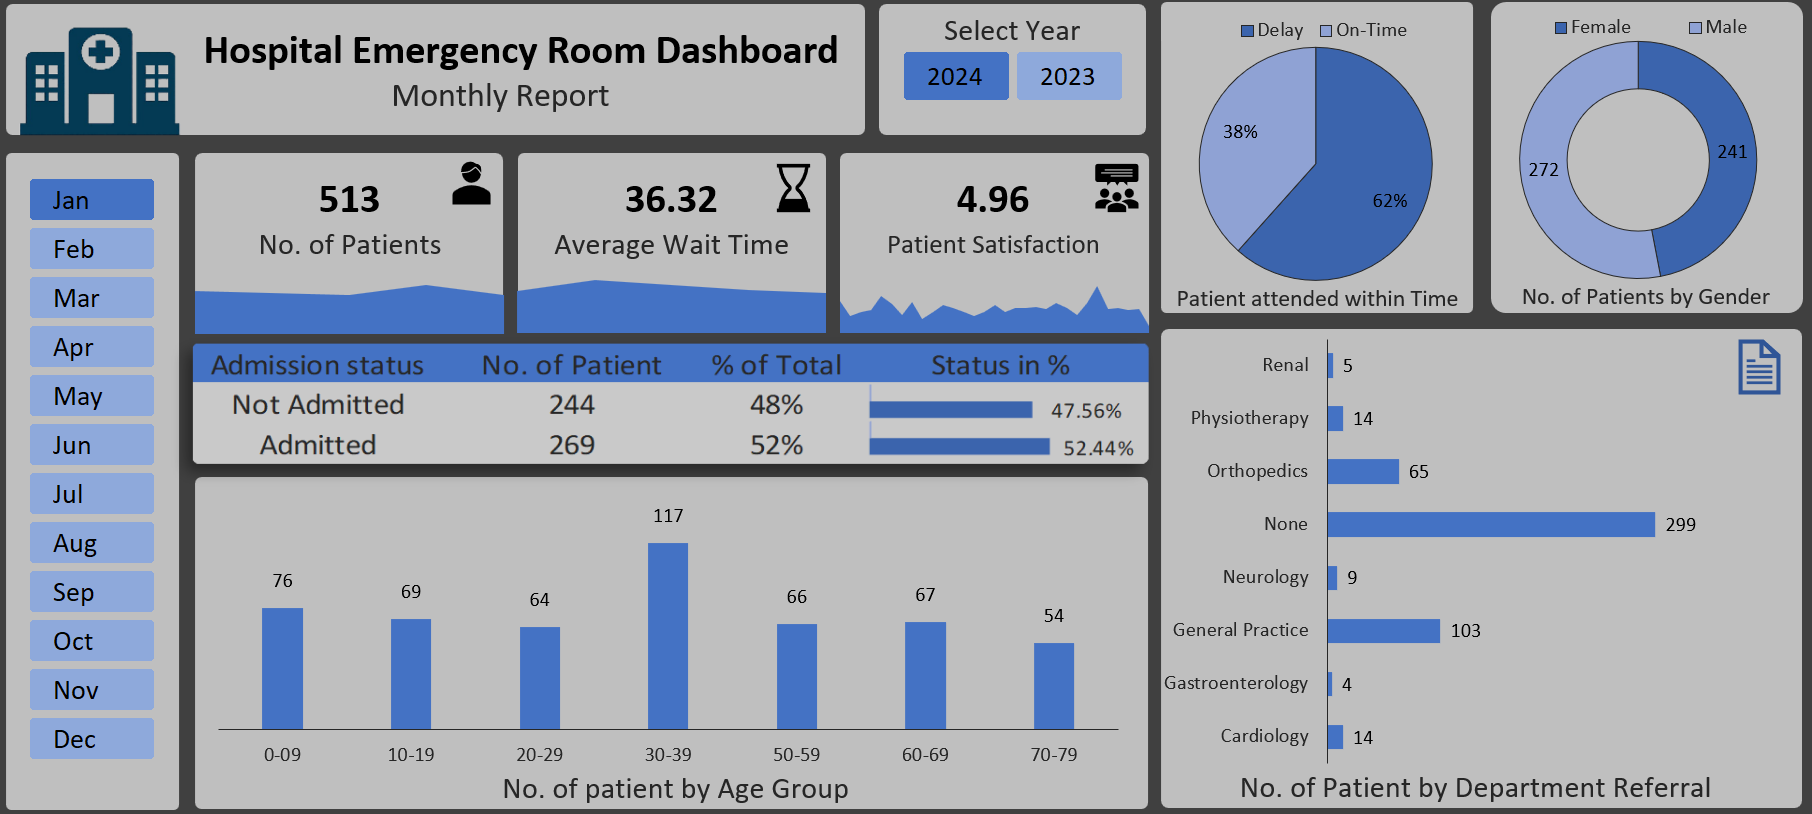 Hospital Emergency Room Dashboard
Monthly Report
Select Year
2024 2023
Jan
Feb
Mar
Apr
May
Jun
Jul
Aug
Sep
Oct
Nov
Dec
513
No. of Patients
36.32
Average Wait Time
4.96
Patient Satisfaction
Delay On-Time
38%
62%
Patient attended within Time
Female Male
272
241
No. of Patients by Gender
Admission status No. of Patient % of Total Status in %
Not Admitted 244 48% 47.56%
Admitted 269 52% 52.44%
76 69 64 117 66 67 54
0-09 10-19 20-29 30-39 50-59 60-69 70-79
No. of patient by Age Group
Renal 5
Physiotherapy 14
Orthopedics 65
None 299
Neurology 9
General Practice 103
Gastroenterology 4
Cardiology 14
No. of Patient by Department Referral